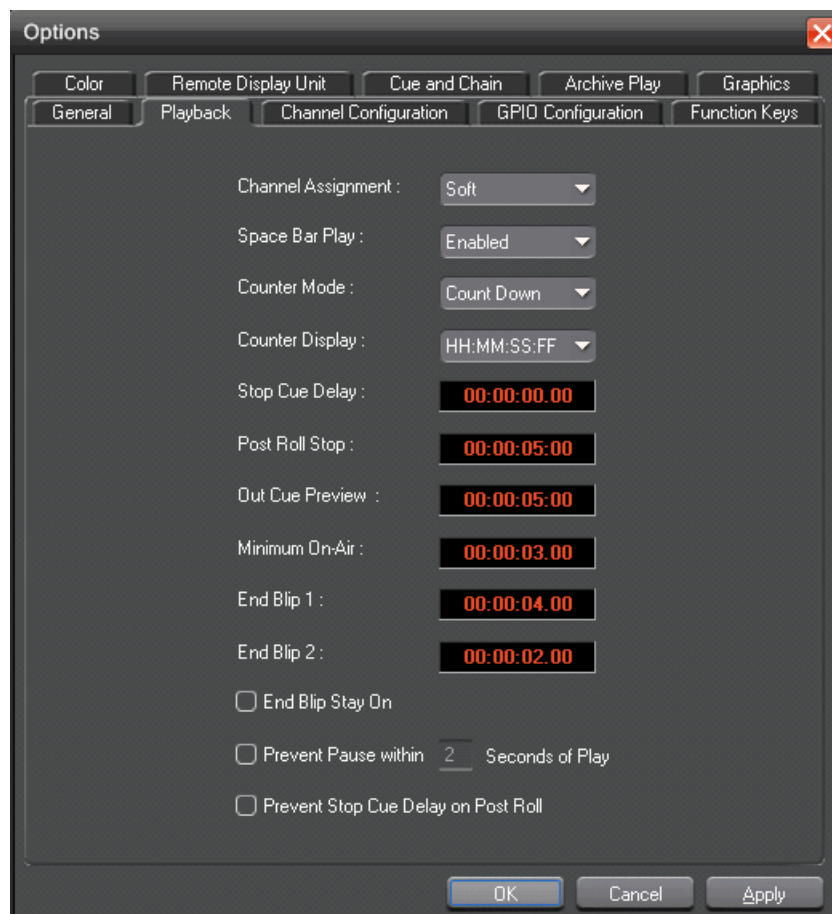 Options
Color Remote Display Unit Cue and Chain Archive Play Graphics
General Playback Channel Configuration GPIO Configuration Function Keys
Channel Assignment : Soft
Space Bar Play : Enabled
Counter Mode : Count Down
Counter Display : HH:MM:SS:FF
Stop Cue Delay : 00:00:00.00
Post Roll Stop : 00:00:05:00
Out Cue Preview : 00:00:05:00
Minimum On-Air : 00:00:03.00
End Blip 1 : 00:00:04.00
End Blip 2 : 00:00:02.00
End Blip Stay On
Prevent Pause within 2 Seconds of Play
Prevent Stop Cue Delay on Post Roll
OK Cancel Apply